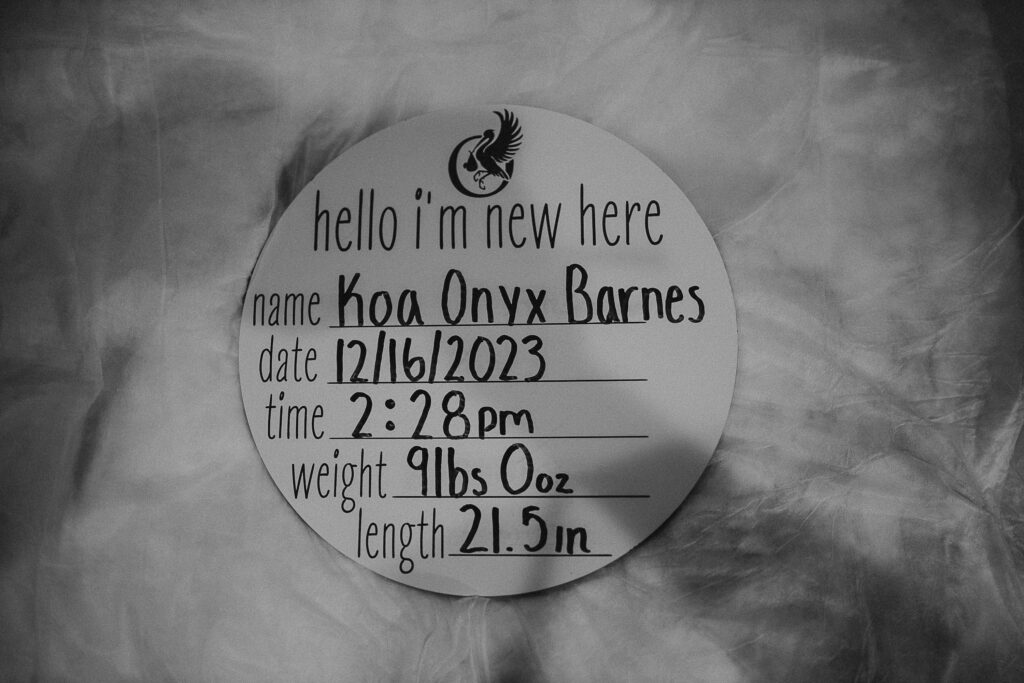 hello i'm new here
name Koa Onyx Barnes
date 12/16/2023
time 2:28pm
weight 9lbs 0oz
length 21.5in